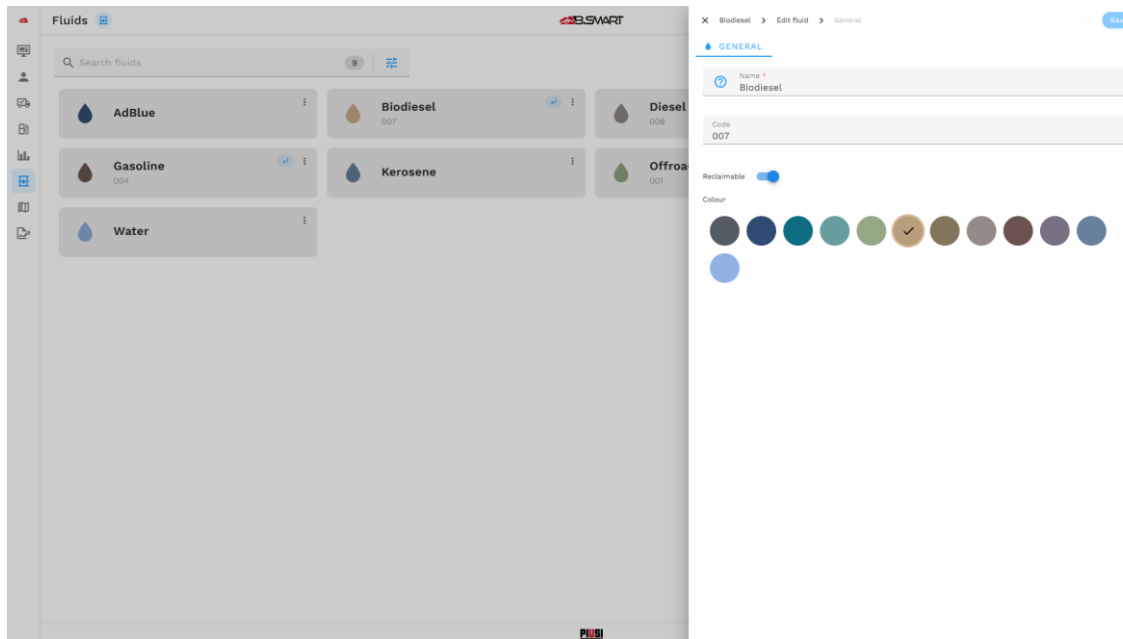 Fluids
B.SMART
Biodiesel > Edit fluid > General
Sav
GENERAL
Search fluids
9
Name *
Biodiesel
AdBlue
Biodiesel
007
Diesel
008
Code
007
Gasoline
004
Kerosene
Offroa
001
Reclaimable
Colour
Water
PIUSI